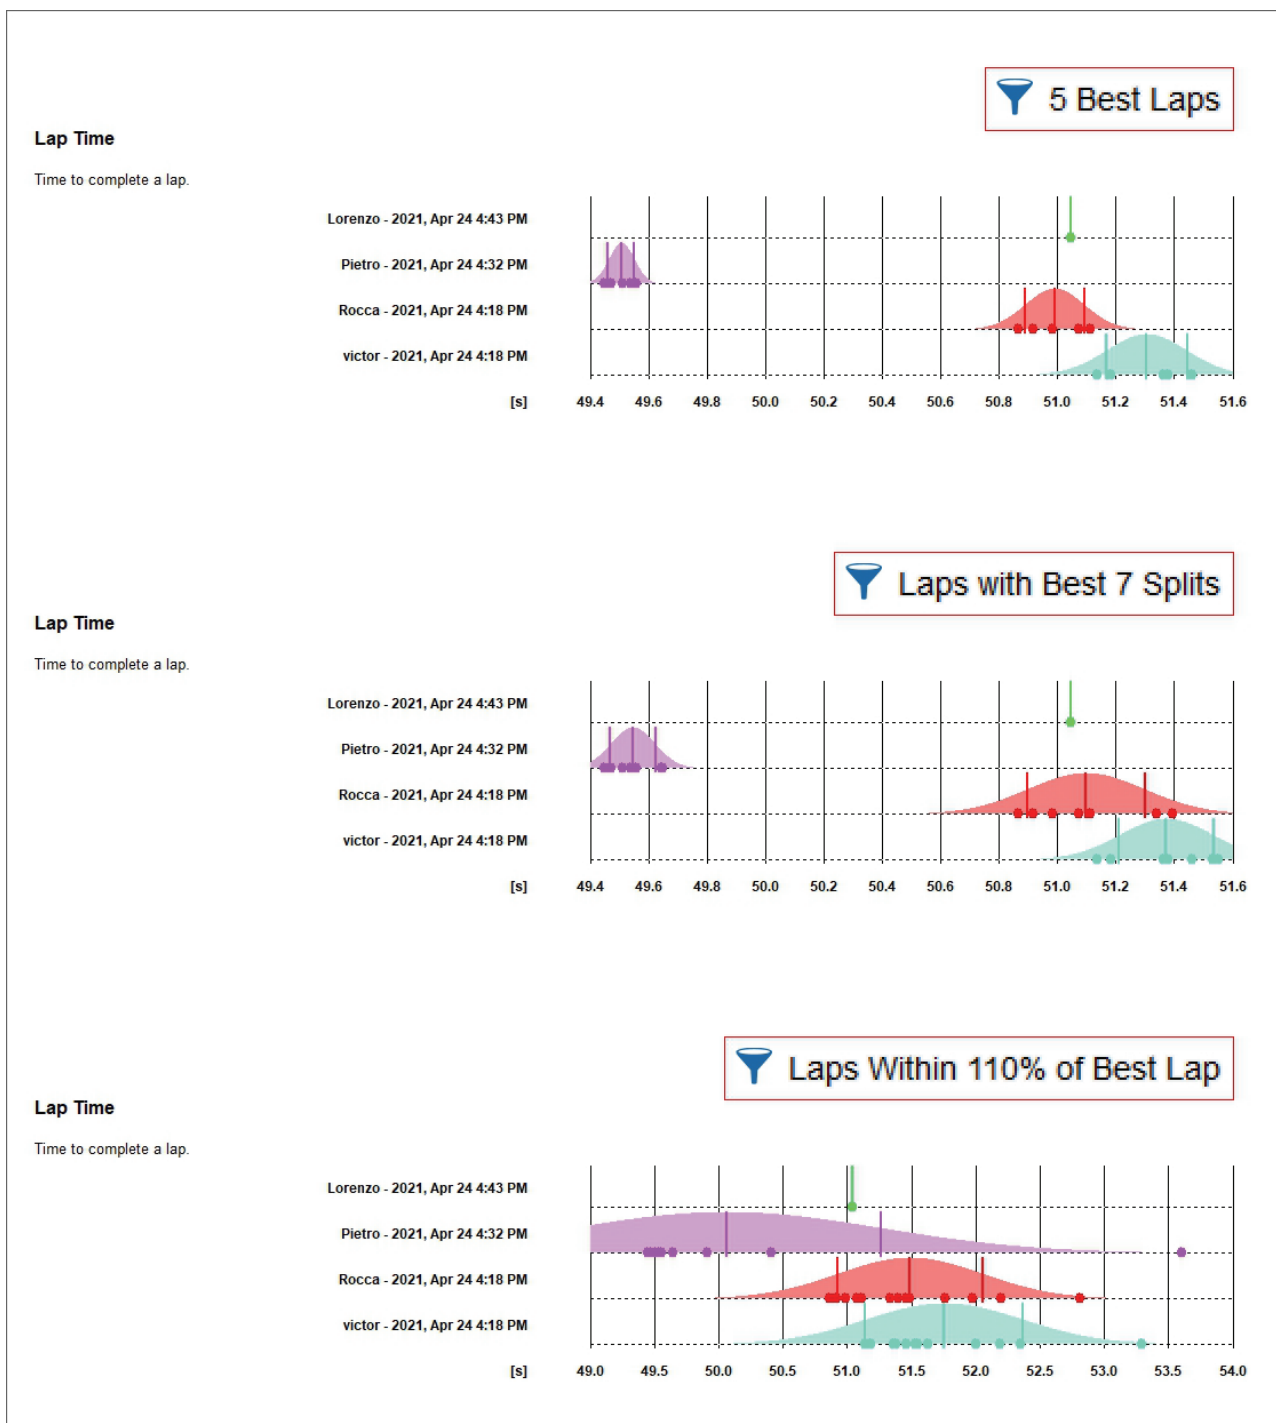 5 Best Laps
Lap Time
Time to complete a lap.
Lorenzo - 2021, Apr 24 4:43 PM
Pietro - 2021, Apr 24 4:32 PM
Rocca - 2021, Apr 24 4:18 PM
victor - 2021, Apr 24 4:18 PM
[s] 49.4 49.6 49.8 50.0 50.2 50.4 50.6 50.8 51.0 51.2 51.4 51.6
Laps with Best 7 Splits
Lap Time
Time to complete a lap.
Lorenzo - 2021, Apr 24 4:43 PM
Pietro - 2021, Apr 24 4:32 PM
Rocca - 2021, Apr 24 4:18 PM
victor - 2021, Apr 24 4:18 PM
[s] 49.4 49.6 49.8 50.0 50.2 50.4 50.6 50.8 51.0 51.2 51.4 51.6
Laps Within 110% of Best Lap
Lap Time
Time to complete a lap.
Lorenzo - 2021, Apr 24 4:43 PM
Pietro - 2021, Apr 24 4:32 PM
Rocca - 2021, Apr 24 4:18 PM
victor - 2021, Apr 24 4:18 PM
[s] 49.0 49.5 50.0 50.5 51.0 51.5 52.0 52.5 53.0 53.5 54.0